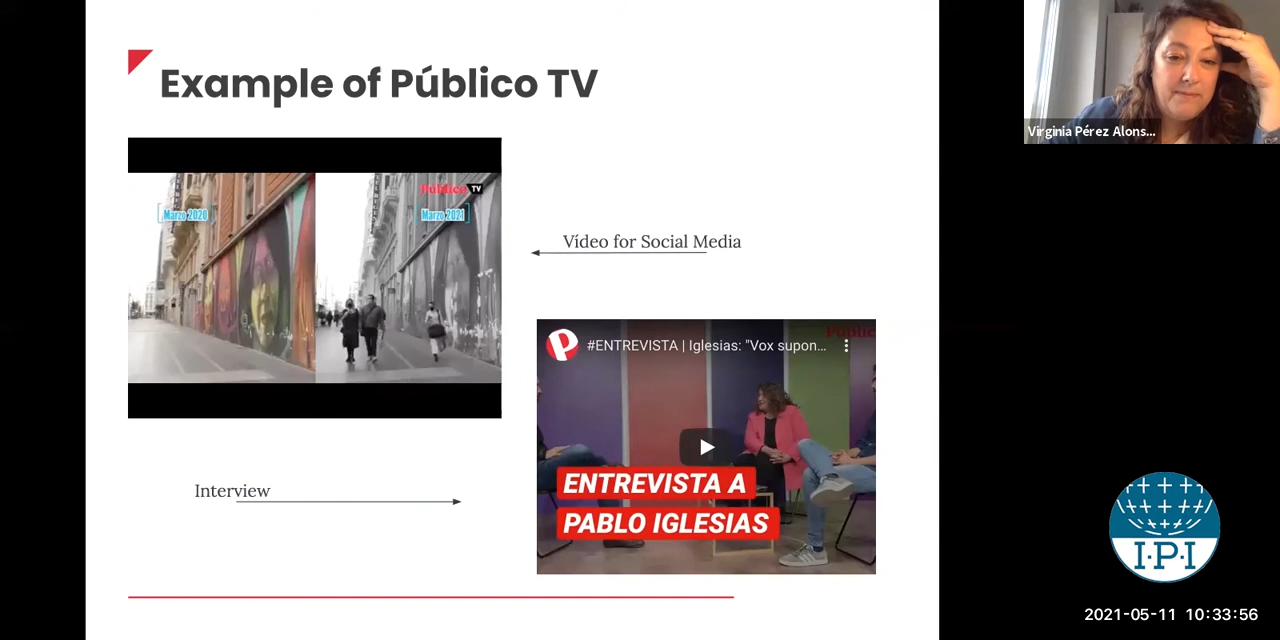 Example of Público TV
Virginia Pérez Alons...
Público TV
Marzo 2020
Marzo 2021
Vídeo for Social Media
Públic
#ENTREVISTA | Iglesias: "Vox supon...
ENTREVISTA A
PABLO IGLESIAS
Interview
I·P·I
2021-05-11 10:33:56